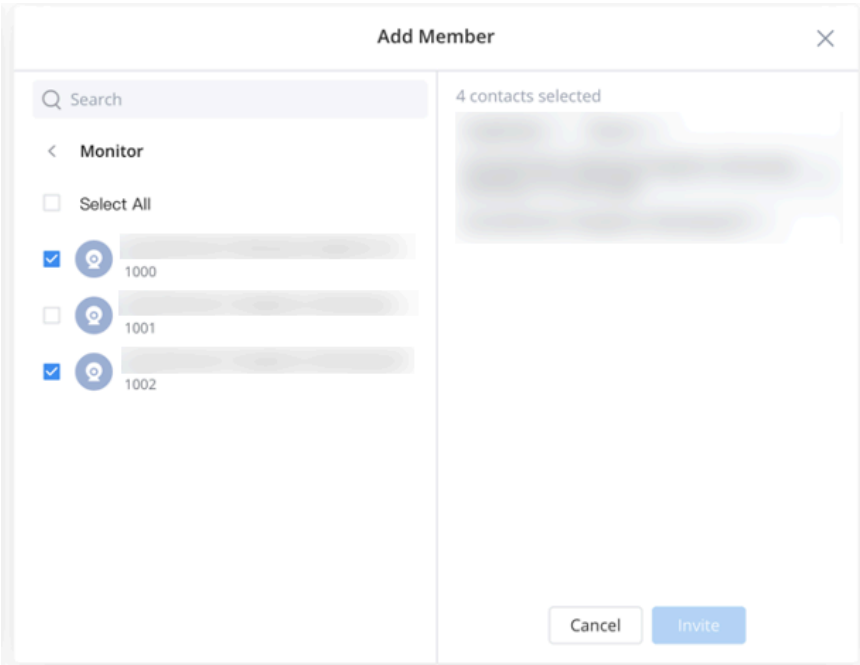 Add Member
Search
Monitor
Select All
1000
1001
1002
4 contacts selected
Cancel
Invite